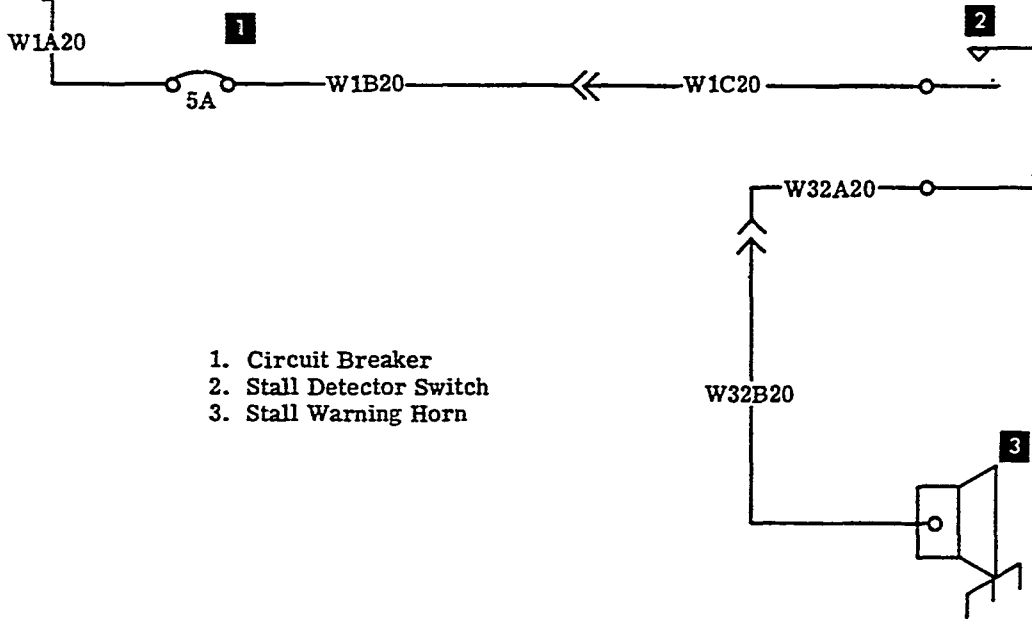 1
2
W1A20
W1B20
W1C20
5A
W32A20
1. Circuit Breaker
2. Stall Detector Switch
3. Stall Warning Horn
W32B20
3